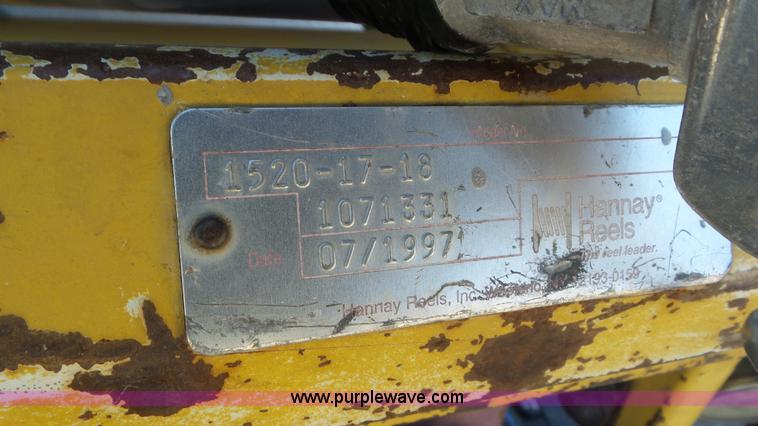 MAX
Model No.
1520-17-18
1071331
Hannay®
Reels
Date
07/1997
reel leader.
Hannay Reels, Inc.
www.purplewave.com